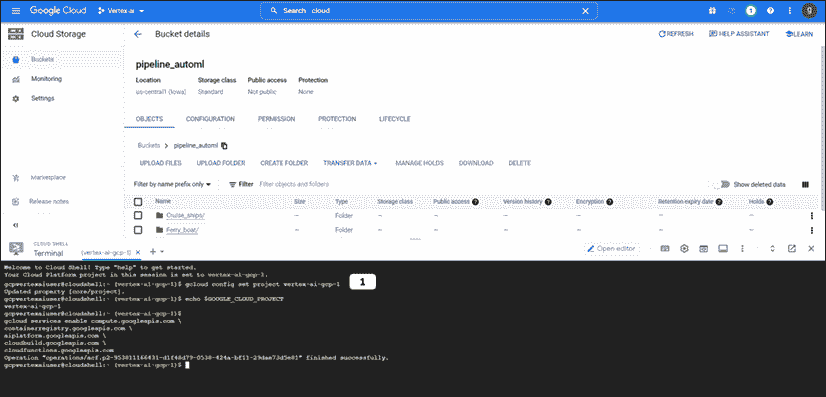 Google Cloud
Vertex-ai
Search cloud
1
Cloud Storage
Bucket details
REFRESH
HELP ASSISTANT
LEARN
Buckets
Monitoring
Settings
Marketplace
Release notes
pipeline_automl
Location
Storage class
Public access
Protection
us-central1 (Iowa)
Standard
Not public
None
OBJECTS
CONFIGURATION
PERMISSION
PROTECTION
LIFECYCLE
Buckets > pipeline_automl
UPLOAD FILES
UPLOAD FOLDER
CREATE FOLDER
TRANSFER DATA
MANAGE HOLDS
DOWNLOAD
DELETE
Filter by name prefix only
Filter
Filter objects and folders
Show deleted data
Name
Size
Type
Storage class
Public access
Version history
Encryption
Retention expiry date
Holds
Cruise_ships/
Folder
Ferry_boat/
Folder
CLOUD SHELL
Terminal
(vertex-ai-gcp-1)
Open editor
Welcome to Cloud Shell! Type "help" to get started.
Your Cloud Platform project in this session is set to
gcpvertexaiuser@cloudshell:~ (vertex-ai-gcp-1)$ gcloud config set project vertex-ai-gcp-1
1
Updated property [core/project].
gcpvertexaiuser@cloudshell:~ (vertex-ai-gcp-1)$ echo $GOOGLE_CLOUD_PROJECT
vertex-ai-gcp-1
gcpvertexaiuser@cloudshell:~ (vertex-ai-gcp-1)$
gcloud services enable compute.googleapis.com \
containerregistry.googleapis.com \
aiplatform.googleapis.com \
cloudbuild.googleapis.com \
cloudfunctions.googleapis.com
Operation finished successfully.
gcpvertexaiuser@cloudshell:~ (vertex-ai-gcp-1)$